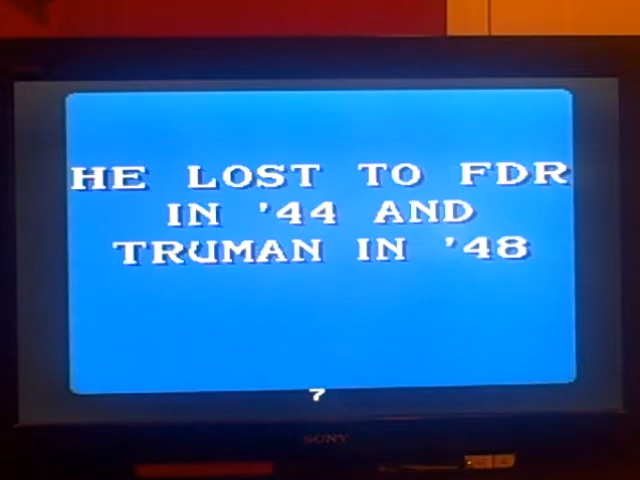 HE LOST TO FDR
IN '44 AND
TRUMAN IN '48
7
SONY